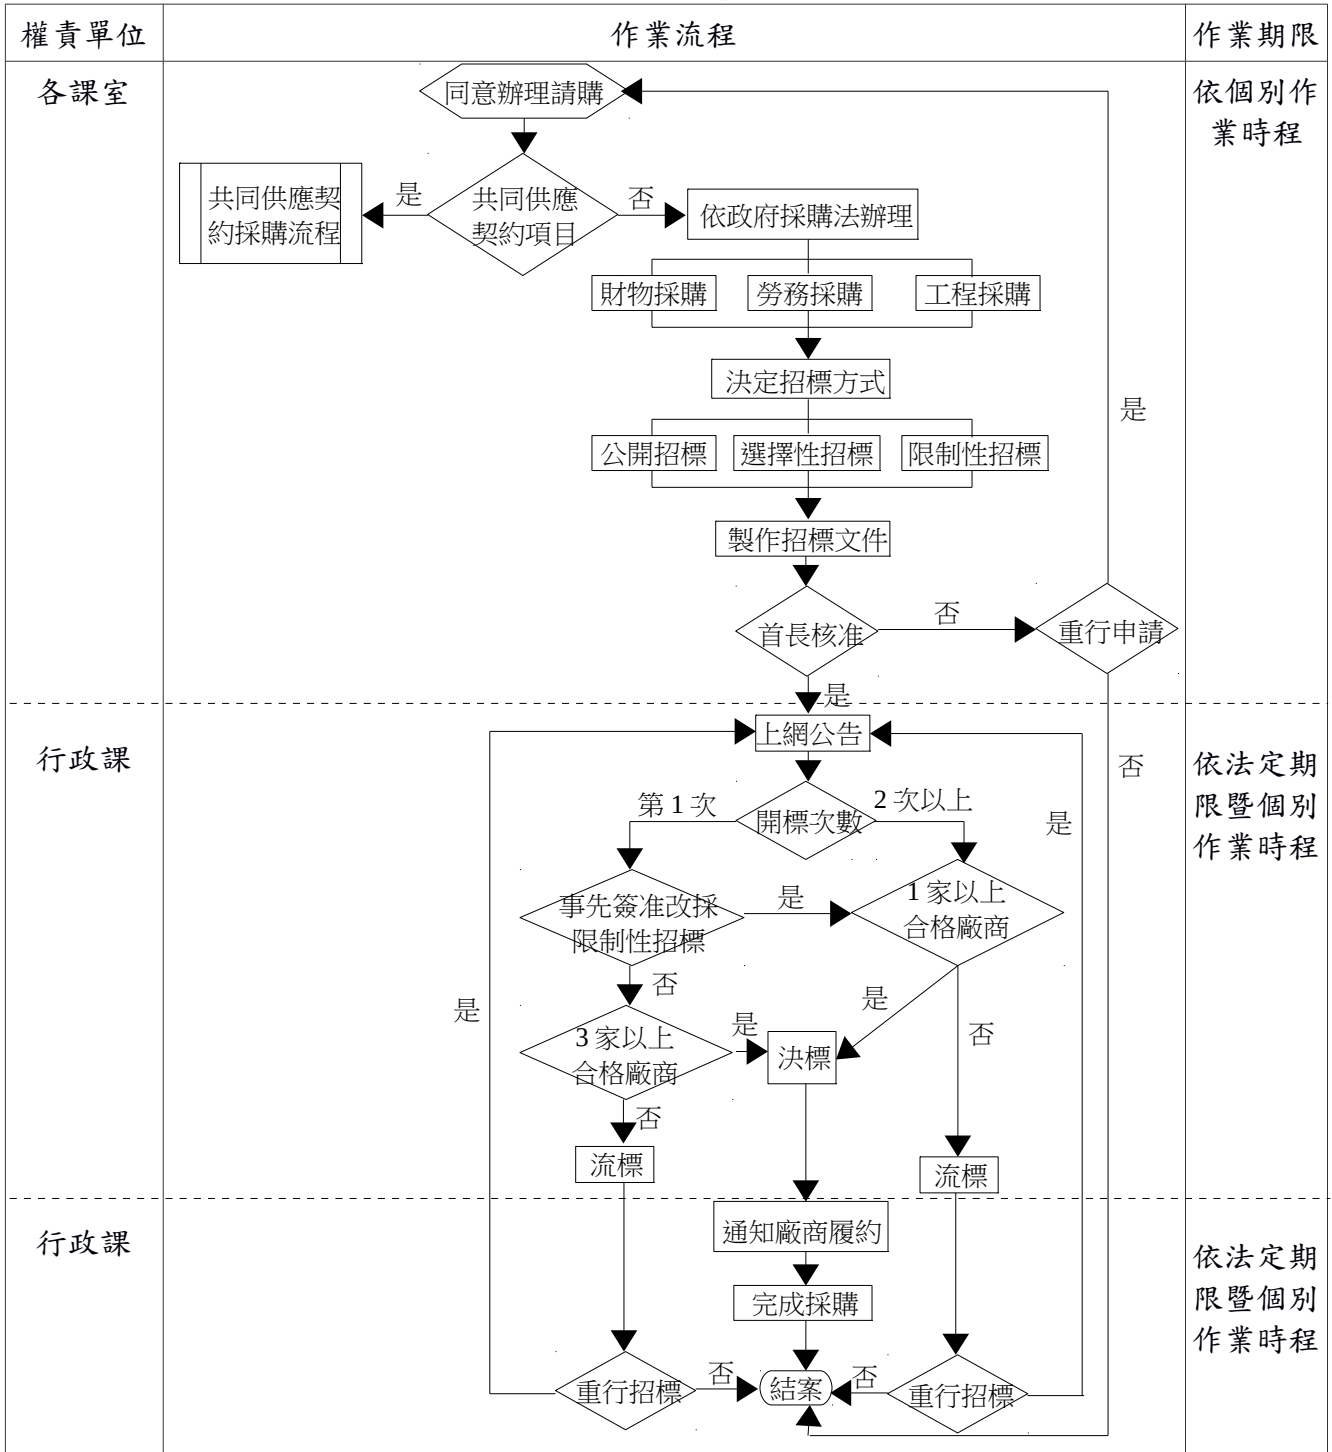 權責單位
作業流程
作業期限
各課室
同意辦理請購
依個別作
業時程
共同供應契
約採購流程
是
共同供應
契約項目
否
依政府採購法辦理
財物採購
勞務採購
工程採購
決定招標方式
是
公開招標
選擇性招標
限制性招標
製作招標文件
首長核准
否
重行申請
是
行政課
上網公告
否
依法定期
限暨個別
作業時程
第 1 次
開標次數
2 次以上
是
事先簽准改採
限制性招標
是
1 家以上
合格廠商
否
是
是
3 家以上
合格廠商
是
決標
否
否
流標
流標
行政課
通知廠商履約
依法定期
限暨個別
作業時程
完成採購
重行招標
否
結案
否
重行招標